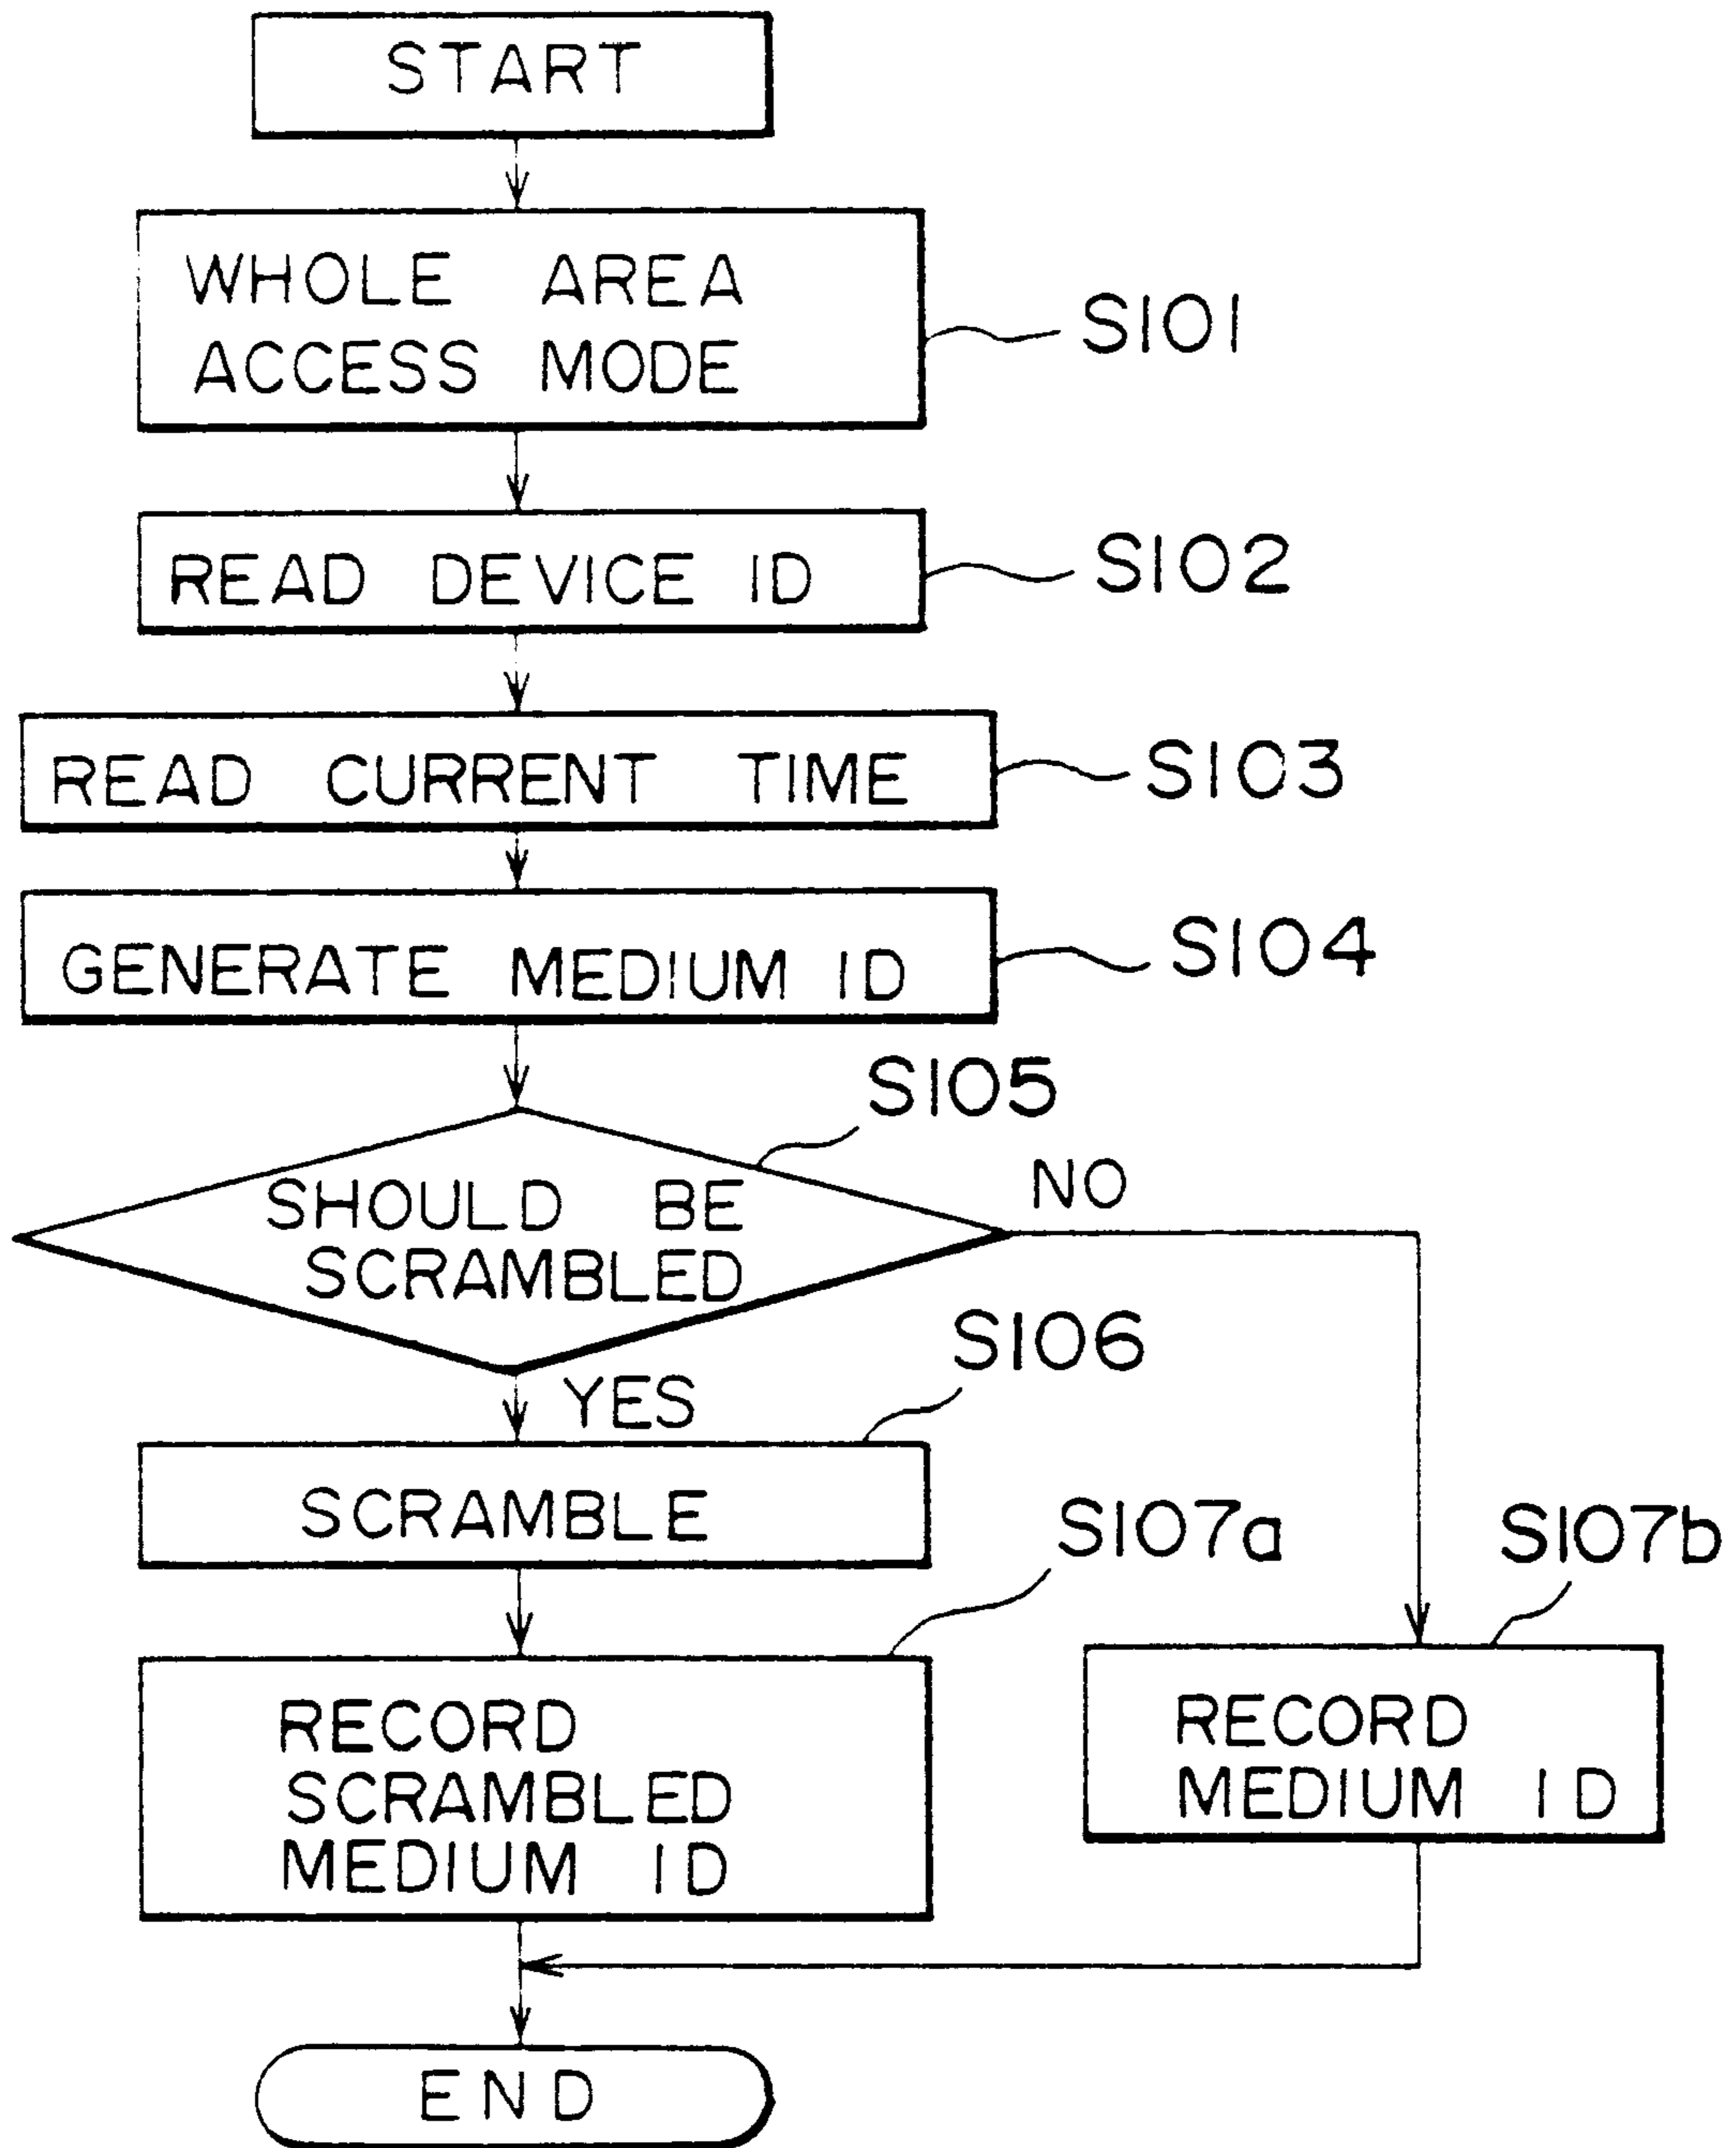 START
WHOLE AREA
ACCESS MODE
S101
READ DEVICE ID
S102
READ CURRENT TIME
S103
GENERATE MEDIUM ID
S104
S105
SHOULD BE
SCRAMBLED
NO
YES
S106
SCRAMBLE
S107a
S107b
RECORD
SCRAMBLED
MEDIUM ID
RECORD
MEDIUM ID
END